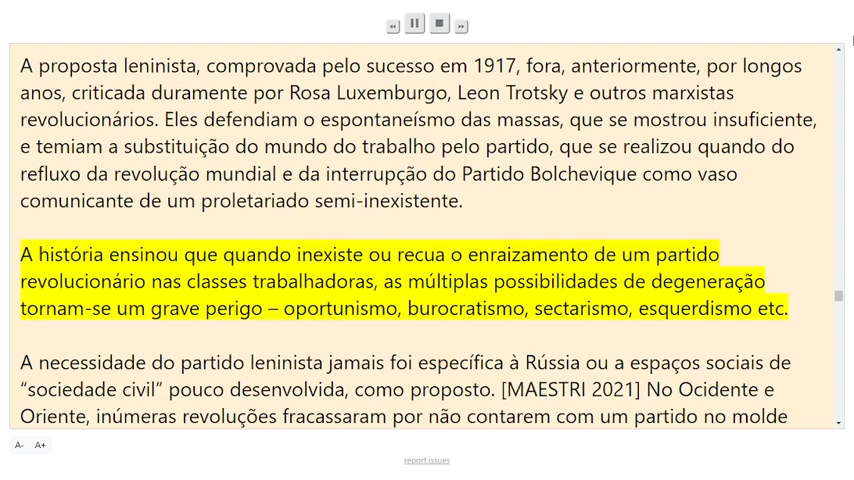 A proposta leninista, comprovada pelo sucesso em 1917, fora, anteriormente, por longos
anos, criticada duramente por Rosa Luxemburgo, Leon Trotsky e outros marxistas
revolucionários. Eles defendiam o espontaneísmo das massas, que se mostrou insuficiente,
e temiam a substituição do mundo do trabalho pelo partido, que se realizou quando do
refluxo da revolução mundial e da interrupção do Partido Bolchevique como vaso
comunicante de um proletariado semi-inexistente.
A história ensinou que quando inexiste ou recua o enraizamento de um partido
revolucionário nas classes trabalhadoras, as múltiplas possibilidades de degeneração
tornam-se um grave perigo – oportunismo, burocratismo, sectarismo, esquerdismo etc.
A necessidade do partido leninista jamais foi específica à Rússia ou a espaços sociais de
“sociedade civil” pouco desenvolvida, como proposto. [MAESTRI 2021] No Ocidente e
Oriente, inúmeras revoluções fracassaram por não contarem com um partido no molde
A- A+
report issues